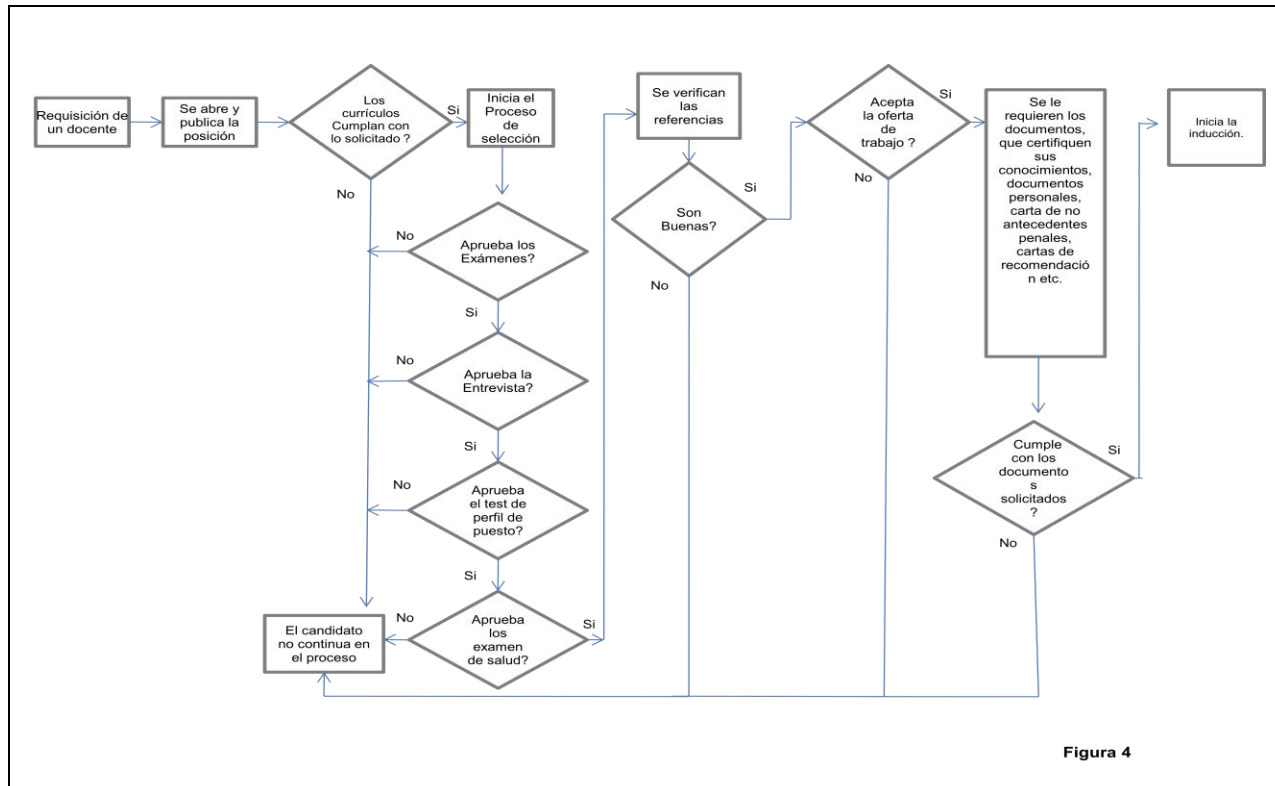 Requisición de
un docente
Se abre y
publica la
posición
Los
currículos
Cumplan con
lo solicitado ?
Si
No
Inicia el
Proceso
de
selección
No
Aprueba los
Exámenes?
Si
No
Aprueba la
Entrevista?
Si
No
Aprueba
el test de
perfil de
puesto?
Si
No
Aprueba
los
examen
de salud?
Si
El candidato
no continua en
el proceso
Se verifican
las
referencias
Son
Buenas?
Si
No
Acepta
la oferta
de
trabajo ?
Si
No
Se le
requieren los
documentos,
que certifiquen
sus
conocimientos,
documentos
personales,
carta de no
antecedentes
penales,
cartas de
recomendació
n etc.
Cumple
con los
documento
s
solicitados
?
Si
No
Inicia la
inducción.
Figura 4